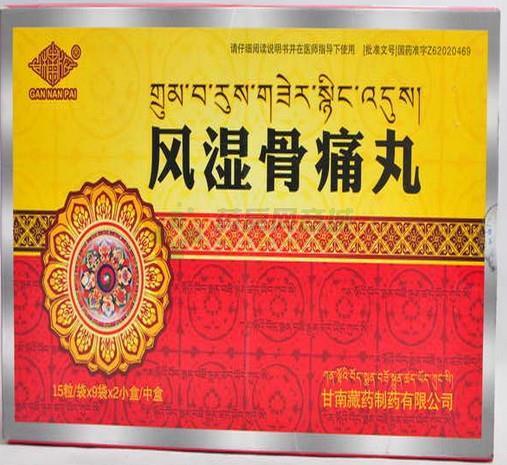 请仔细阅读说明书并在医师指导下使用 [批准文号]国药准字Z62020469
GAN NAN PAI
གྲུམ་བ་རུས་གཟེར་སྙིང་འདུས།
风湿骨痛丸
15粒/袋x9袋x2小盒/中盒
甘南藏药制药有限公司